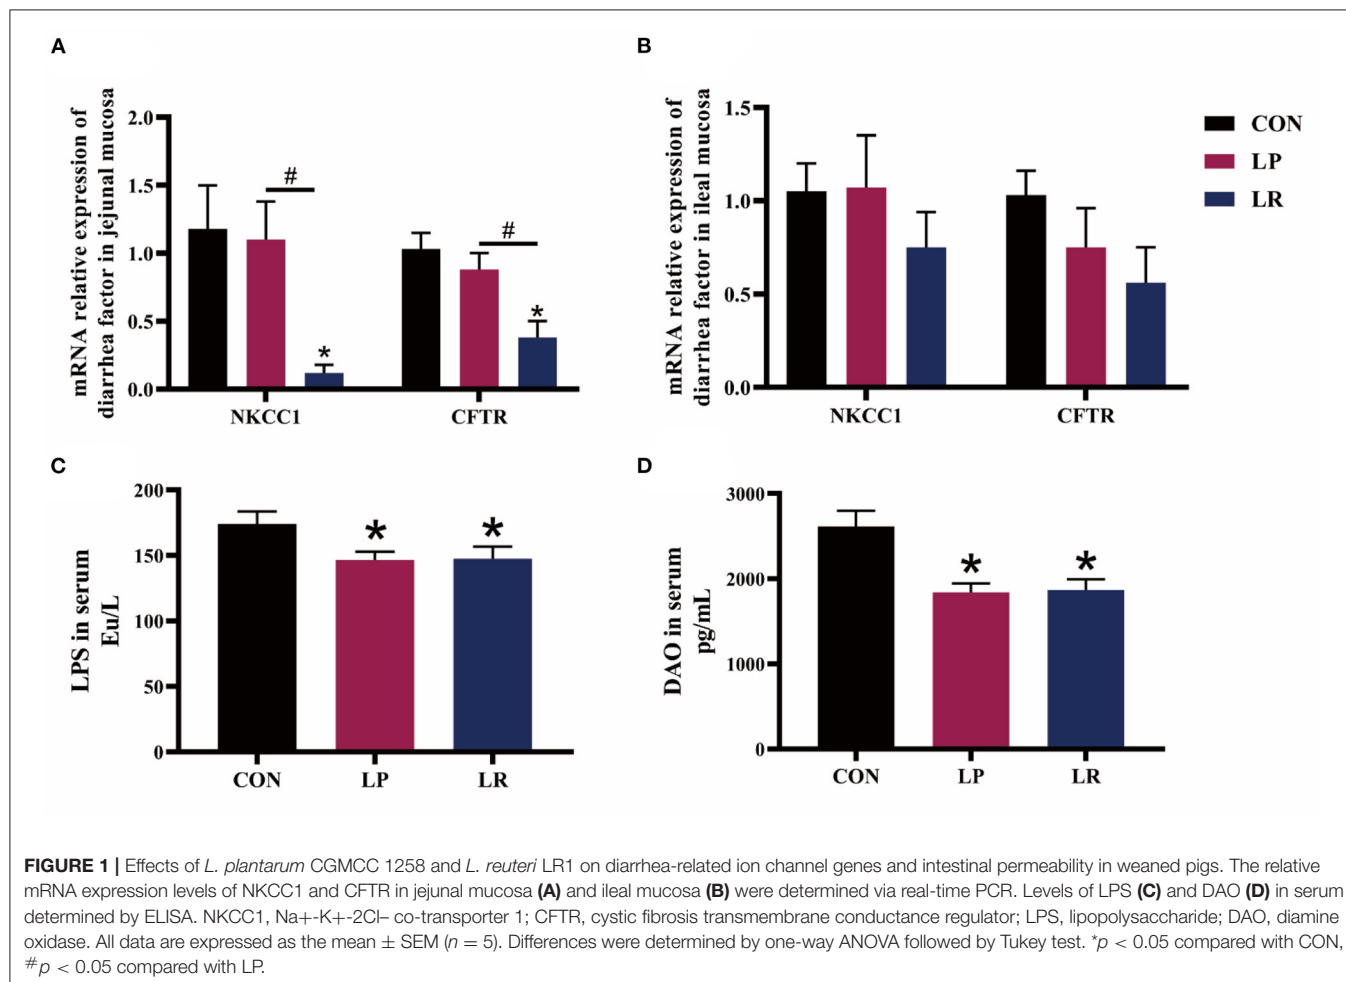 A
mRNA relative expression of
diarrhea factor in jejunal mucosa
2.0
1.5
1.0
0.5
0.0
#
*
#
*
NKCC1
CFTR
B
mRNA relative expression of
diarrhea factor in ileal mucosa
1.5
1.0
0.5
0.0
NKCC1
CFTR
CON
LP
LR
C
LPS in serum
Eu/L
200
150
100
50
0
*
*
CON
LP
LR
D
DAO in serum
pg/mL
3000
2000
1000
0
*
*
CON
LP
LR
FIGURE 1 | Effects of L. plantarum CGMCC 1258 and L. reuteri LR1 on diarrhea-related ion channel genes and intestinal permeability in weaned pigs. The relative
mRNA expression levels of NKCC1 and CFTR in jejunal mucosa (A) and ileal mucosa (B) were determined via real-time PCR. Levels of LPS (C) and DAO (D) in serum
determined by ELISA. NKCC1, Na+-K+-2Cl– co-transporter 1; CFTR, cystic fibrosis transmembrane conductance regulator; LPS, lipopolysaccharide; DAO, diamine
oxidase. All data are expressed as the mean ± SEM (n = 5). Differences were determined by one-way ANOVA followed by Tukey test. *p < 0.05 compared with CON,
#p < 0.05 compared with LP.